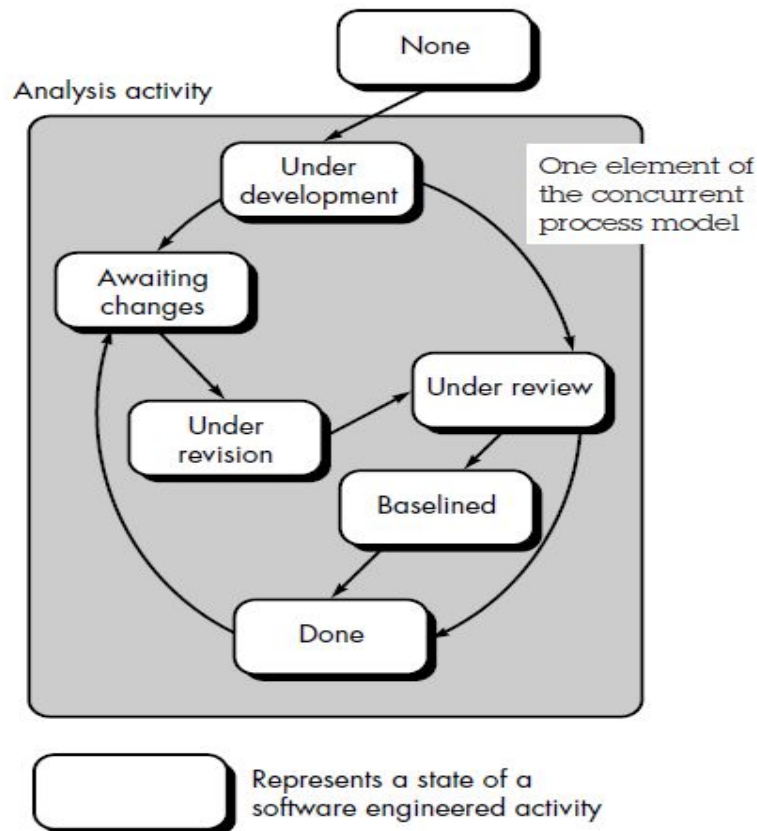 None
Analysis activity
Under
development
One element of
the concurrent
process model
Awaiting
changes
Under review
Under
revision
Baselined
Done
Represents a state of a
software engineered activity